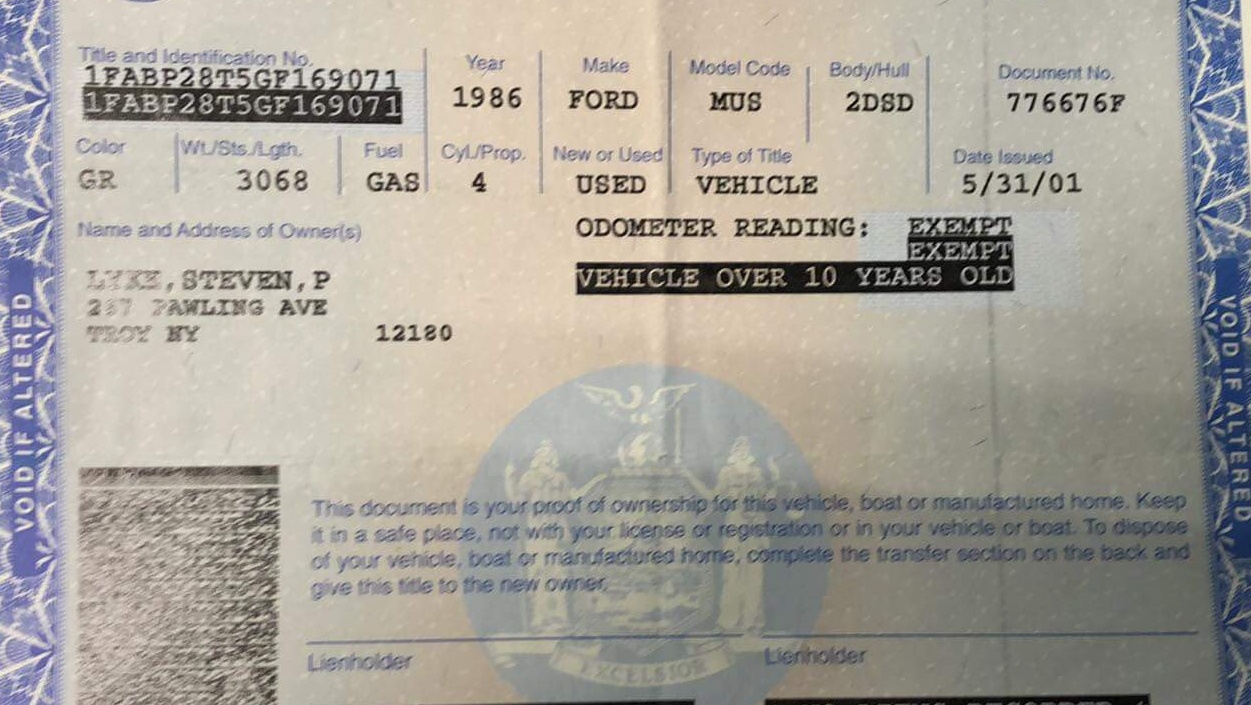 Title and Identification No. Year Make Model Code Body/Hull Document No.
1FABP28T5GF169071
1FABP28T5GF169071 1986 FORD MUS 2DSD 776676F
Color Wt./Sts./Lgth. Fuel Cyl./Prop. New or Used Type of Title Date Issued
GR 3068 GAS 4 USED VEHICLE 5/31/01
Name and Address of Owner(s)
ODOMETER READING: EXEMPT
EXEMPT
VEHICLE OVER 10 YEARS OLD
LYKE,STEVEN,P
PAWLING AVE
TROY NY 12180
VOID IF ALTERED
VOID IF ALTERED
This document is your proof of ownership for this vehicle, boat or manufactured home. Keep
it in a safe place, not with your license or registration or in your vehicle or boat. To dispose
of your vehicle, boat or manufactured home, complete the transfer section on the back and
give this title to the new owner.
EXCELSIOR
Lienholder Lienholder